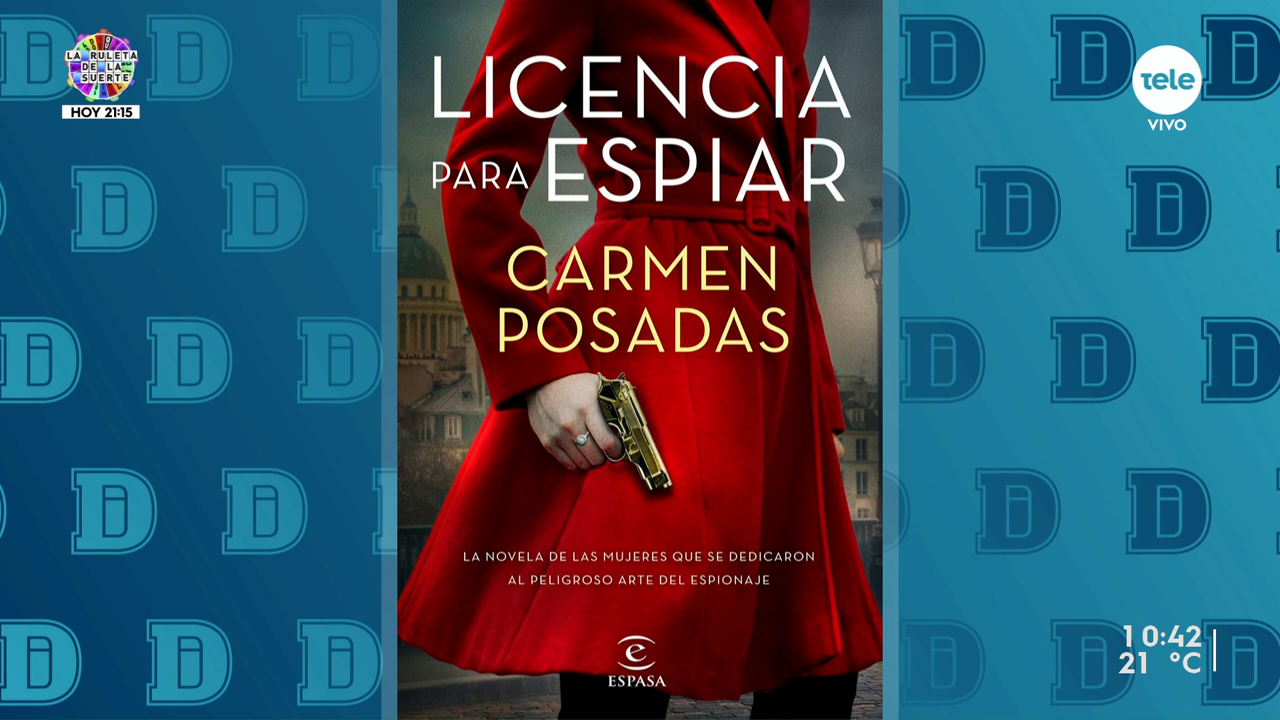 LA RULETA
DE LA
SUERTE
HOY 21:15
tele
VIVO
LICENCIA
PARA ESPIAR
CARMEN
POSADAS
LA NOVELA DE LAS MUJERES QUE SE DEDICARON
AL PELIGROSO ARTE DEL ESPIONAJE
e
ESPASA
10:42
21 °C